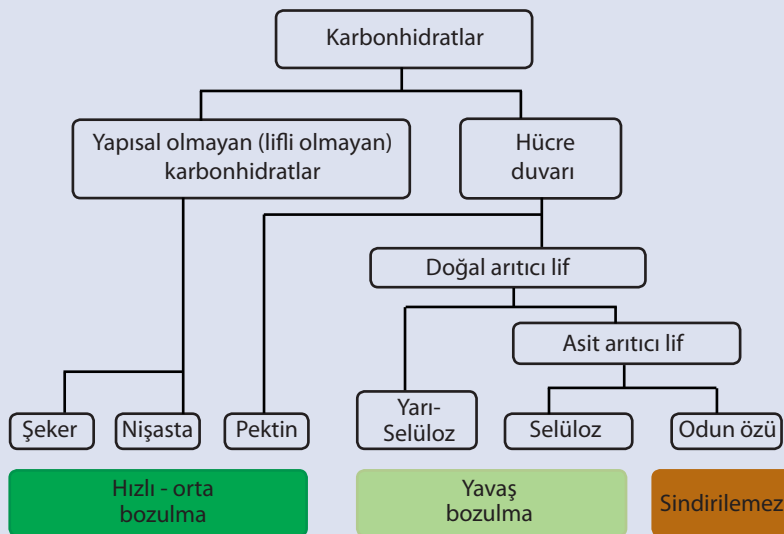 Karbonhidratlar
Yapısal olmayan (lifli olmayan)
karbonhidratlar
Hücre
duvarı
Doğal arıtıcı lif
Asit arıtıcı lif
Şeker
Nişasta
Pektin
Yarı-
Selüloz
Selüloz
Odun özü
Hızlı - orta
bozulma
Yavaş
bozulma
Sindirilemez